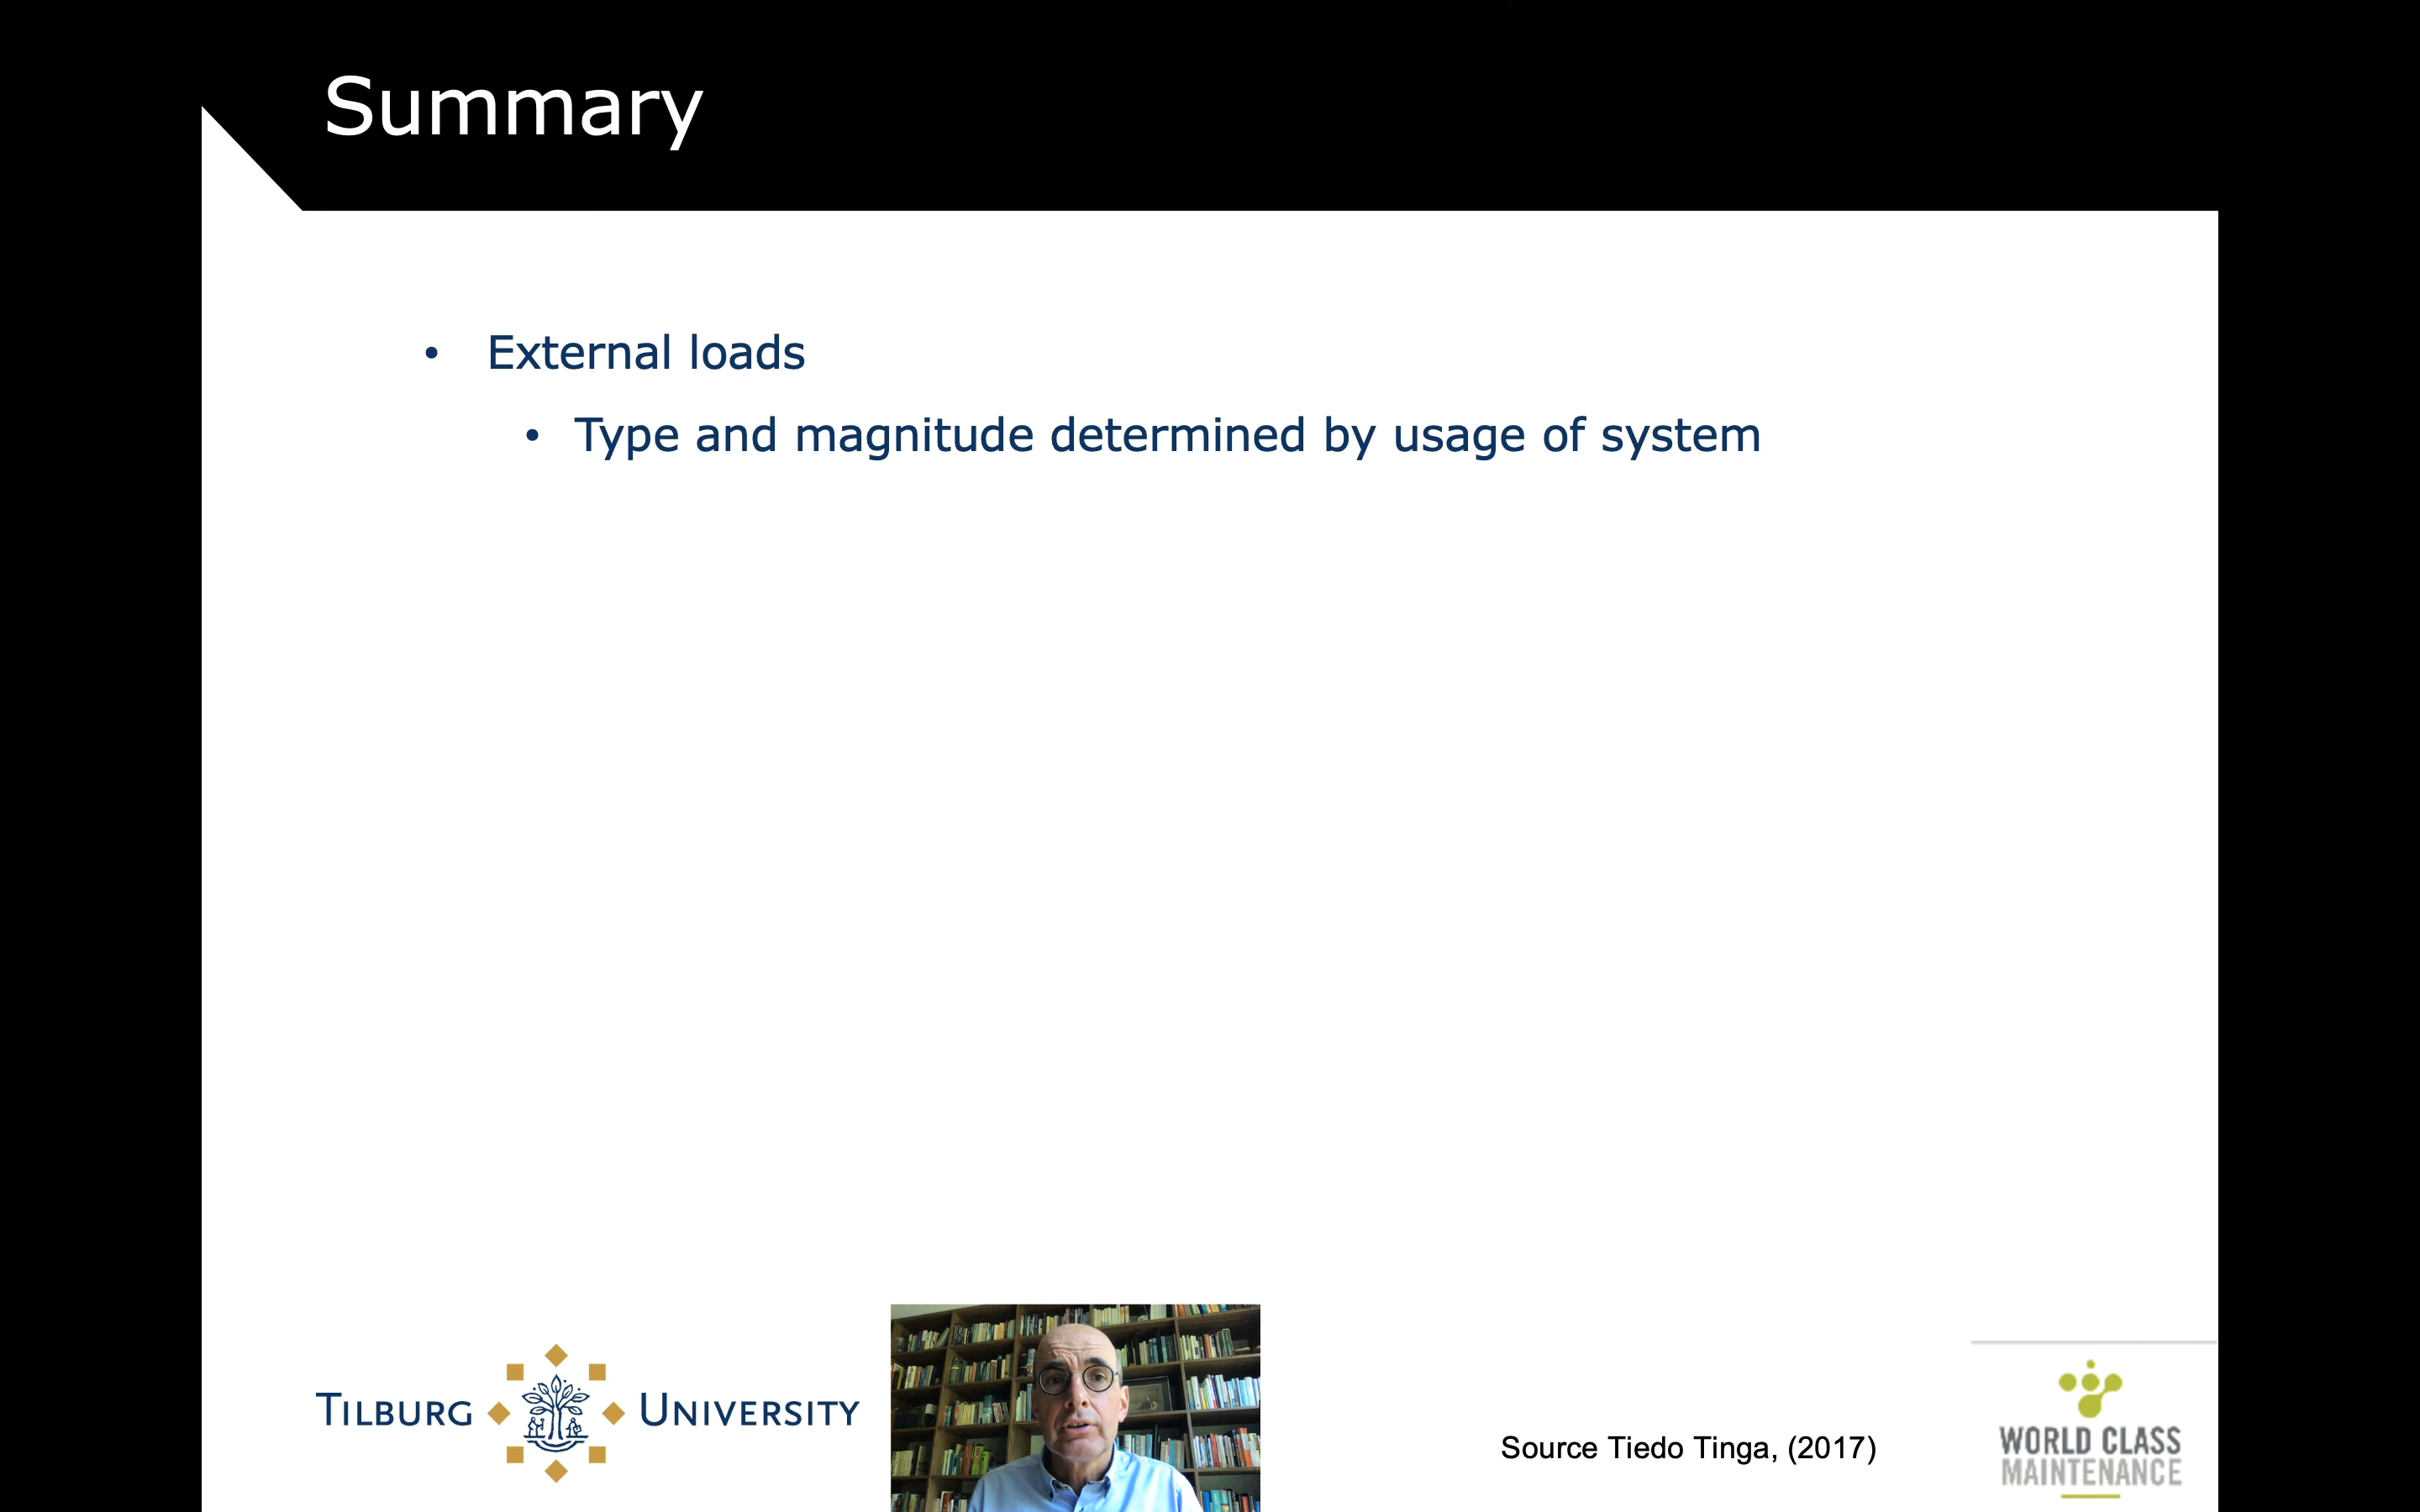 Summary
• External loads
• Type and magnitude determined by usage of system
TILBURG UNIVERSITY
Source Tiedo Tinga, (2017)
WORLD CLASS
MAINTENANCE